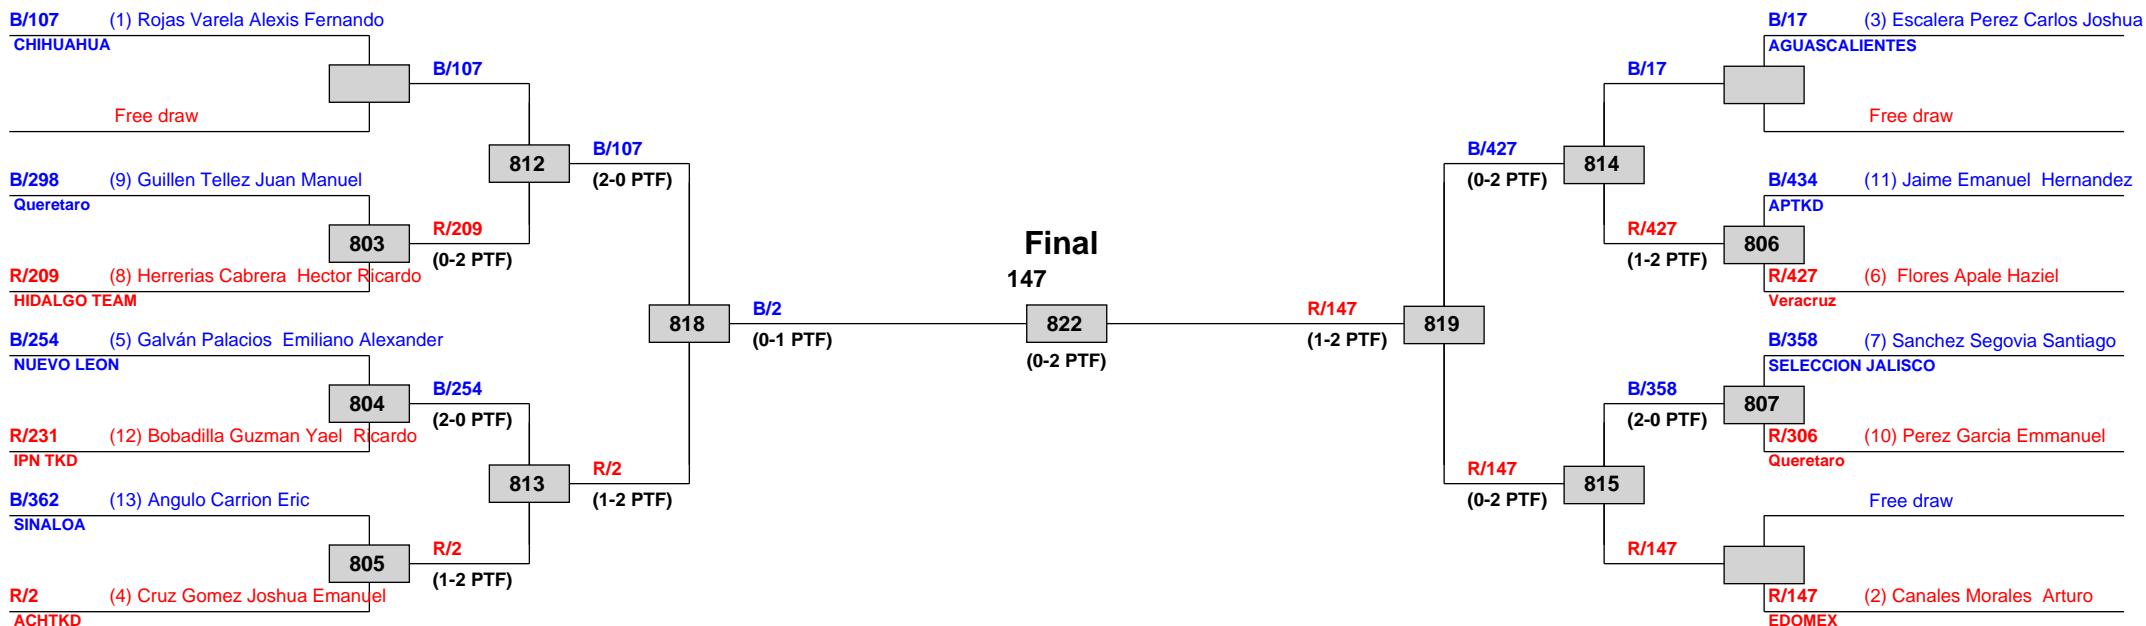 B/107 (1) Rojas Varela Alexis Fernando
CHIHUAHUA
B/107
Free draw
812
B/107
(2-0 PTF)
B/298 (9) Guillen Tellez Juan Manuel
Queretaro
803
R/209
(0-2 PTF)
R/209 (8) Herrerias Cabrera  Hector Ricardo
HIDALGO TEAM
818
B/2
(0-1 PTF)
B/254 (5) Galván Palacios  Emiliano Alexander
NUEVO LEON
804
B/254
(2-0 PTF)
R/231 (12) Bobadilla Guzman Yael  Ricardo
IPN TKD
813
R/2
(1-2 PTF)
B/362 (13) Angulo Carrion Eric
SINALOA
805
R/2
(1-2 PTF)
R/2 (4) Cruz Gomez Joshua Emanuel
ACHTKD
Final
147
822
(0-2 PTF)
B/17 (3) Escalera Perez Carlos Joshua
AGUASCALIENTES
B/17
Free draw
B/427
(0-2 PTF)
814
B/434 (11) Jaime Emanuel  Hernandez
APTKD
R/427
(1-2 PTF)
806
R/427 (6)  Flores Apale Haziel
Veracruz
R/147
(1-2 PTF)
819
B/358 (7) Sanchez Segovia Santiago
SELECCION JALISCO
B/358
(2-0 PTF)
807
R/306 (10) Perez Garcia Emmanuel
Queretaro
R/147
(0-2 PTF)
815
Free draw
R/147
R/147 (2) Canales Morales  Arturo
EDOMEX